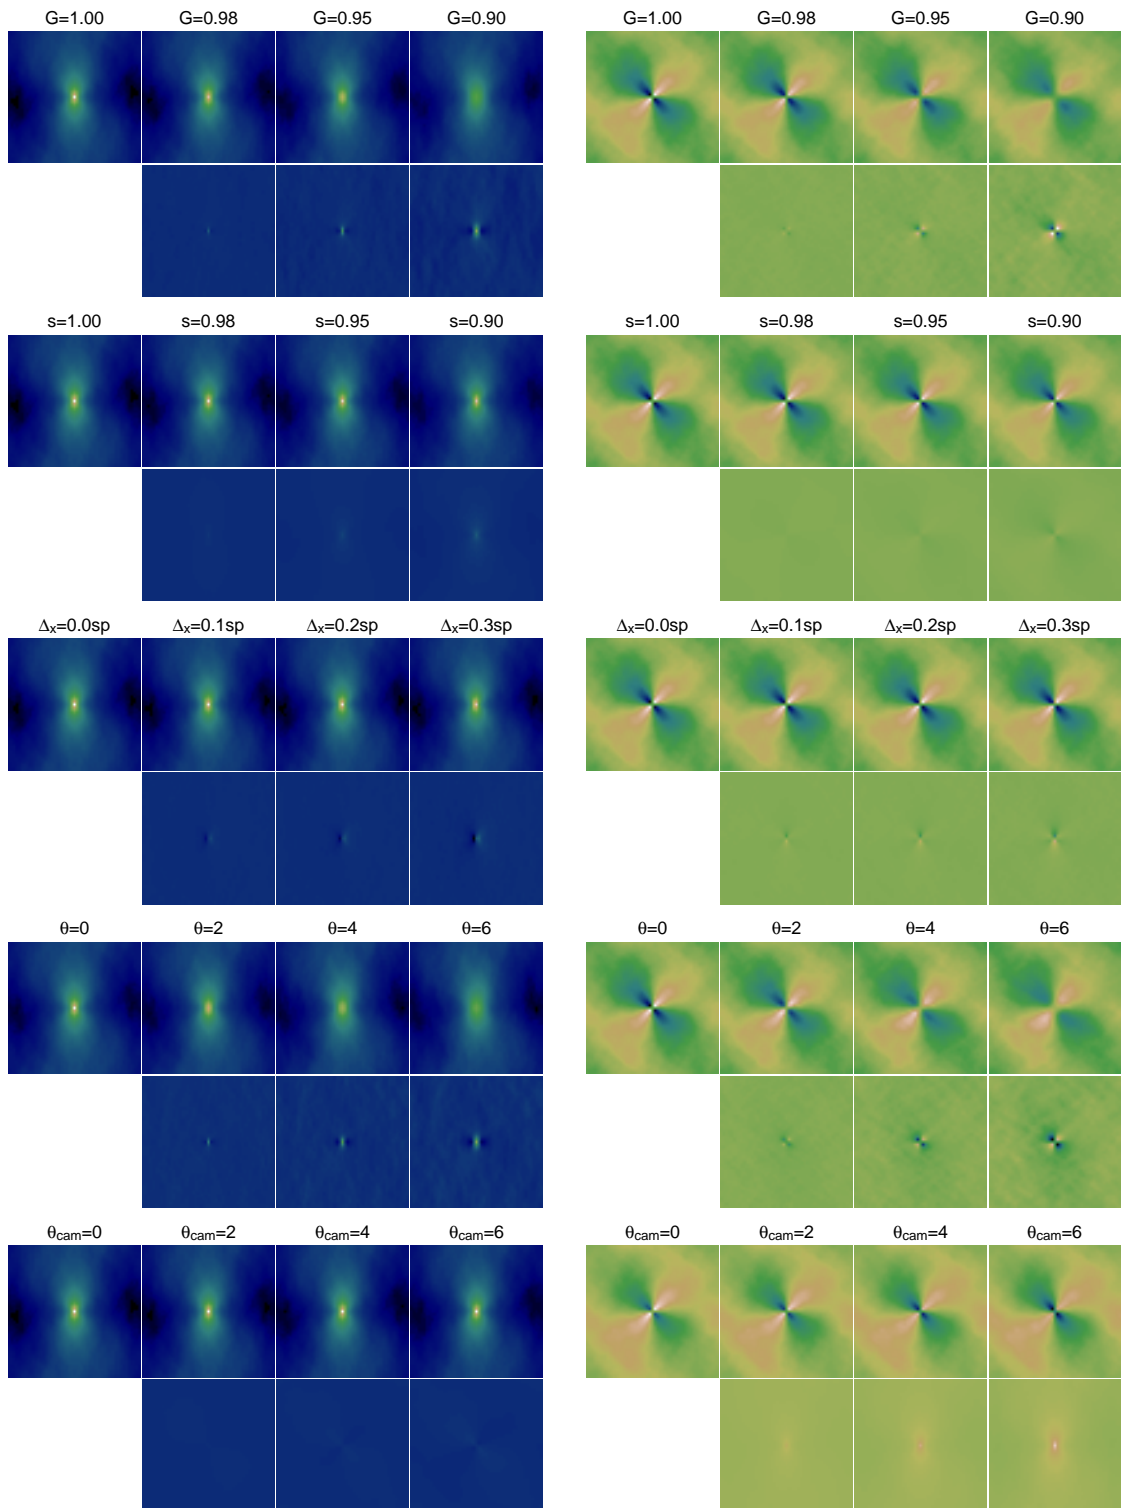 G=1.00 G=0.98 G=0.95 G=0.90 G=1.00 G=0.98 G=0.95 G=0.90
s=1.00 s=0.98 s=0.95 s=0.90 s=1.00 s=0.98 s=0.95 s=0.90
Δx=0.0sp Δx=0.1sp Δx=0.2sp Δx=0.3sp Δx=0.0sp Δx=0.1sp Δx=0.2sp Δx=0.3sp
θ=0 θ=2 θ=4 θ=6 θ=0 θ=2 θ=4 θ=6
θcam=0 θcam=2 θcam=4 θcam=6 θcam=0 θcam=2 θcam=4 θcam=6